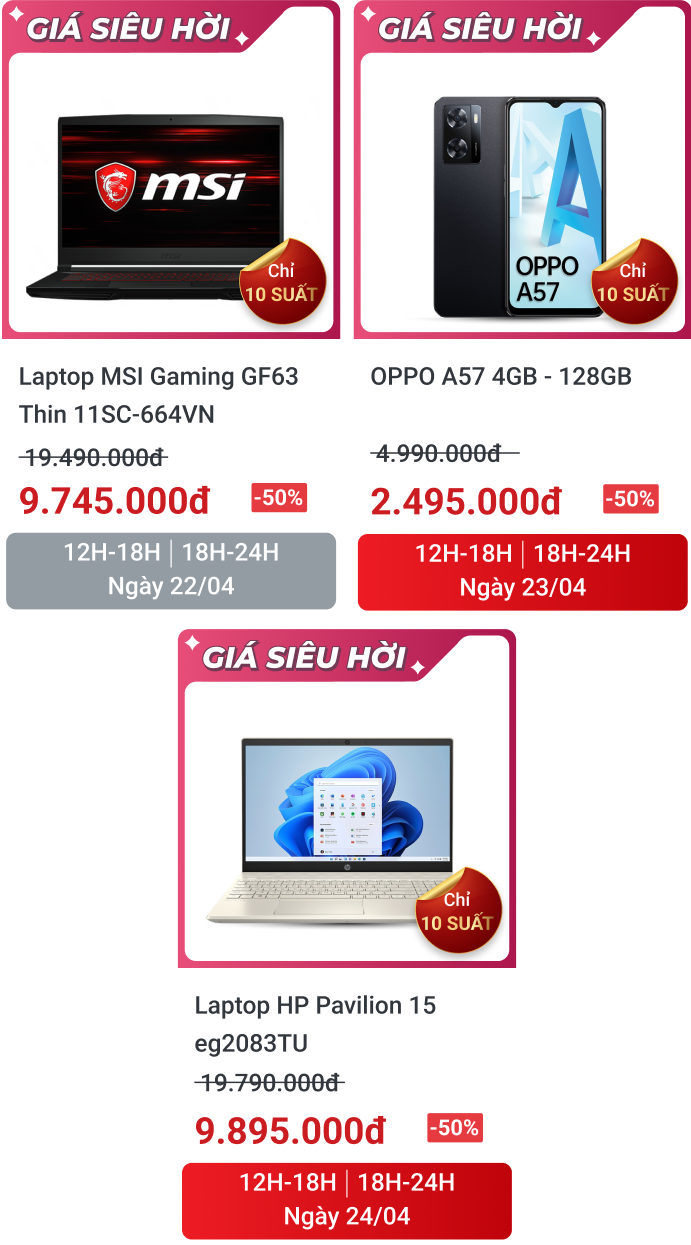 GIÁ SIÊU HỜI
msi
Chỉ
10 SUẤT
Laptop MSI Gaming GF63
Thin 11SC-664VN
19.490.000đ
9.745.000đ
-50%
12H-18H | 18H-24H
Ngày 22/04
GIÁ SIÊU HỜI
OPPO
A57
Chỉ
10 SUẤT
OPPO A57 4GB - 128GB
4.990.000đ
2.495.000đ
-50%
12H-18H | 18H-24H
Ngày 23/04
GIÁ SIÊU HỜI
hp
Chỉ
10 SUẤT
Laptop HP Pavilion 15
eg2083TU
19.790.000đ
9.895.000đ
-50%
12H-18H | 18H-24H
Ngày 24/04